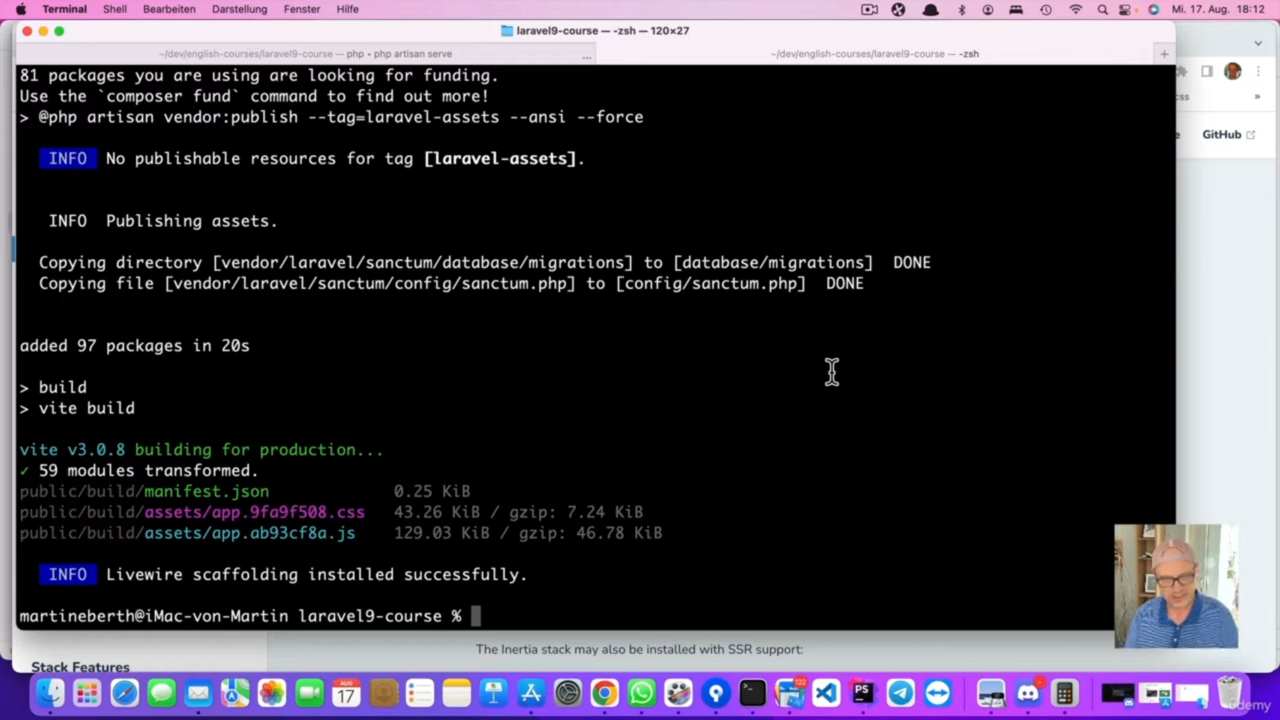 Terminal Shell Bearbeiten Darstellung Fenster Hilfe Mi. 17. Aug. 18:12
laravel9-course — -zsh — 120×27
~/dev/english-courses/laravel9-course — php • php artisan serve ... ~/dev/english-courses/laravel9-course — -zsh +
81 packages you are using are looking for funding.
Use the `composer fund` command to find out more!
> @php artisan vendor:publish --tag=laravel-assets --ansi --force
INFO No publishable resources for tag [laravel-assets].
INFO Publishing assets.
Copying directory [vendor/laravel/sanctum/database/migrations] to [database/migrations] DONE
Copying file [vendor/laravel/sanctum/config/sanctum.php] to [config/sanctum.php] DONE
added 97 packages in 20s
> build
> vite build
vite v3.0.8 building for production...
✓ 59 modules transformed.
public/build/manifest.json 0.25 KiB
public/build/assets/app.9fa9f508.css 43.26 KiB / gzip: 7.24 KiB
public/build/assets/app.ab93cf8a.js 129.03 KiB / gzip: 46.78 KiB
INFO Livewire scaffolding installed successfully.
martineberth@iMac-von-Martin laravel9-course %
css »
GitHub
The Inertia stack may also be installed with SSR support:
Stack Features
AUG
17
PS
122